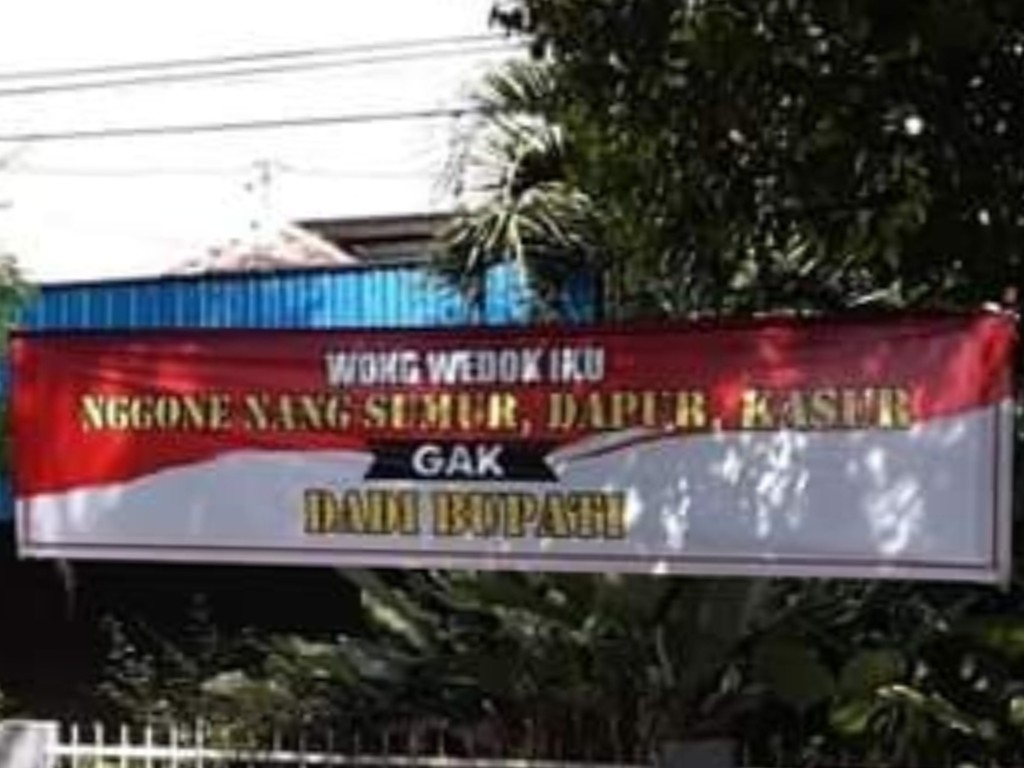 WONG WEDOK IKU
NGGONE NANG SUMUR, DAPUR, KASUR
GAK
DADI BUPATI